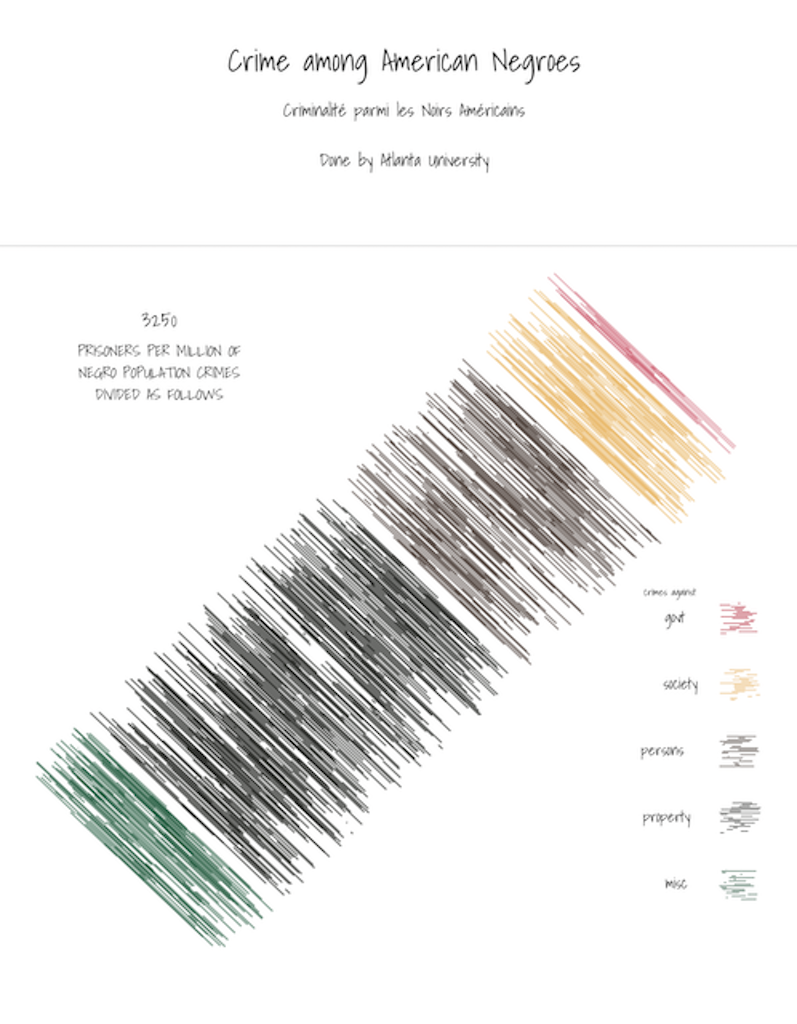 Crime among American Negroes
Criminalité parmi les Noirs Américains
Done by Atlanta University
3250
PRISONERS PER MILLION OF
NEGRO POPULATION CRIMES
DIVIDED AS FOLLOWS
crimes against
govt
society
persons
property
misc